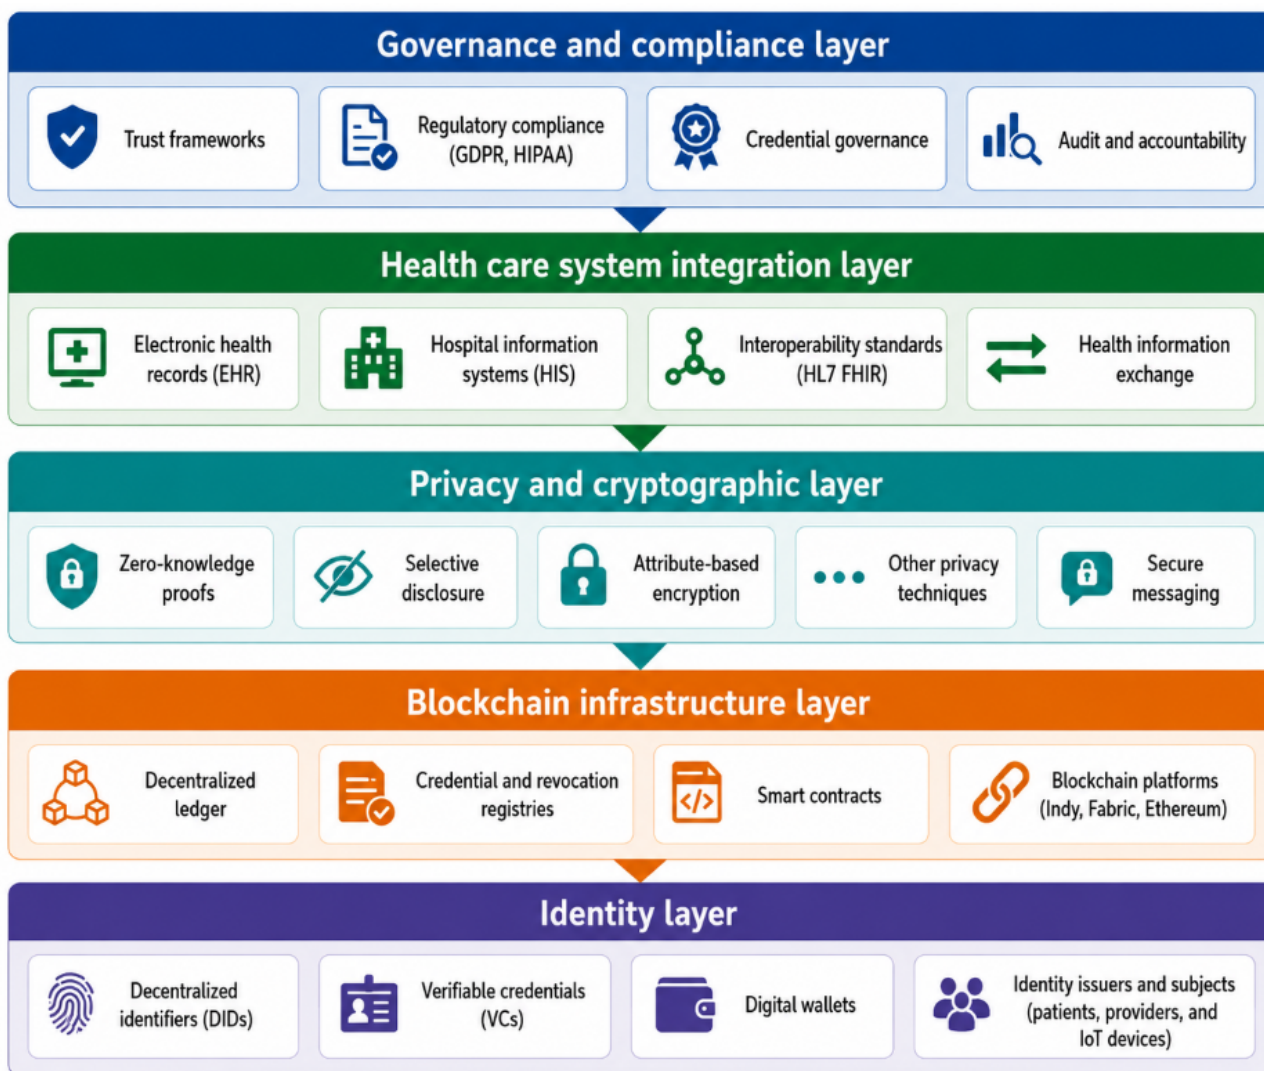 Governance and compliance layer
Trust frameworks
Regulatory compliance
(GDPR, HIPAA)
Credential governance
Audit and accountability
Health care system integration layer
Electronic health
records (EHR)
Hospital information
systems (HIS)
Interoperability standards
(HL7 FHIR)
Health information
exchange
Privacy and cryptographic layer
Zero-knowledge
proofs
Selective
disclosure
Attribute-based
encryption
Other privacy
techniques
Secure
messaging
Blockchain infrastructure layer
Decentralized
ledger
Credential and revocation
registries
Smart contracts
Blockchain platforms
(Indy, Fabric, Ethereum)
Identity layer
Decentralized
identifiers (DIDs)
Verifiable credentials
(VCs)
Digital wallets
Identity issuers and subjects
(patients, providers, and
IoT devices)